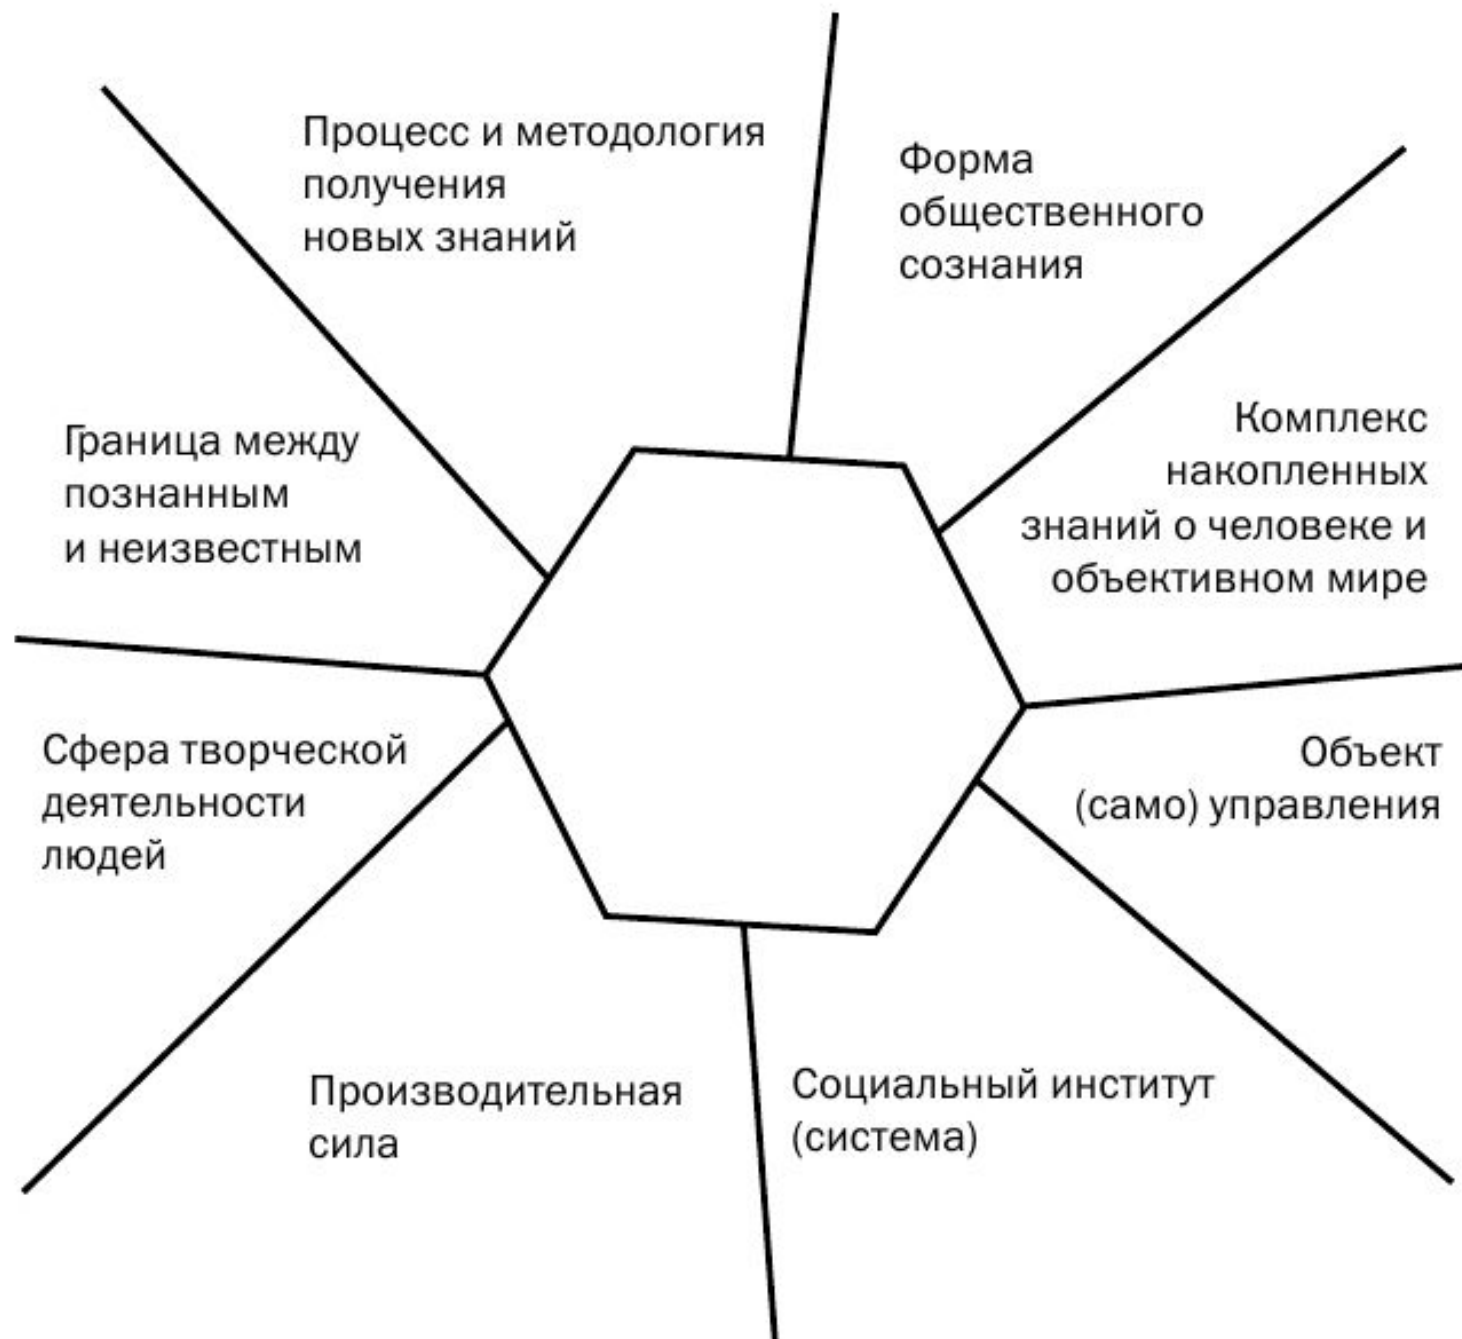 Процесс и методология
получения
новых знаний
Форма
общественного
сознания
Граница между
познанным
и неизвестным
Комплекс
накопленных
знаний о человеке и
объективном мире
Сфера творческой
деятельности
людей
Объект
(само) управления
Производительная
сила
Социальный институт
(система)